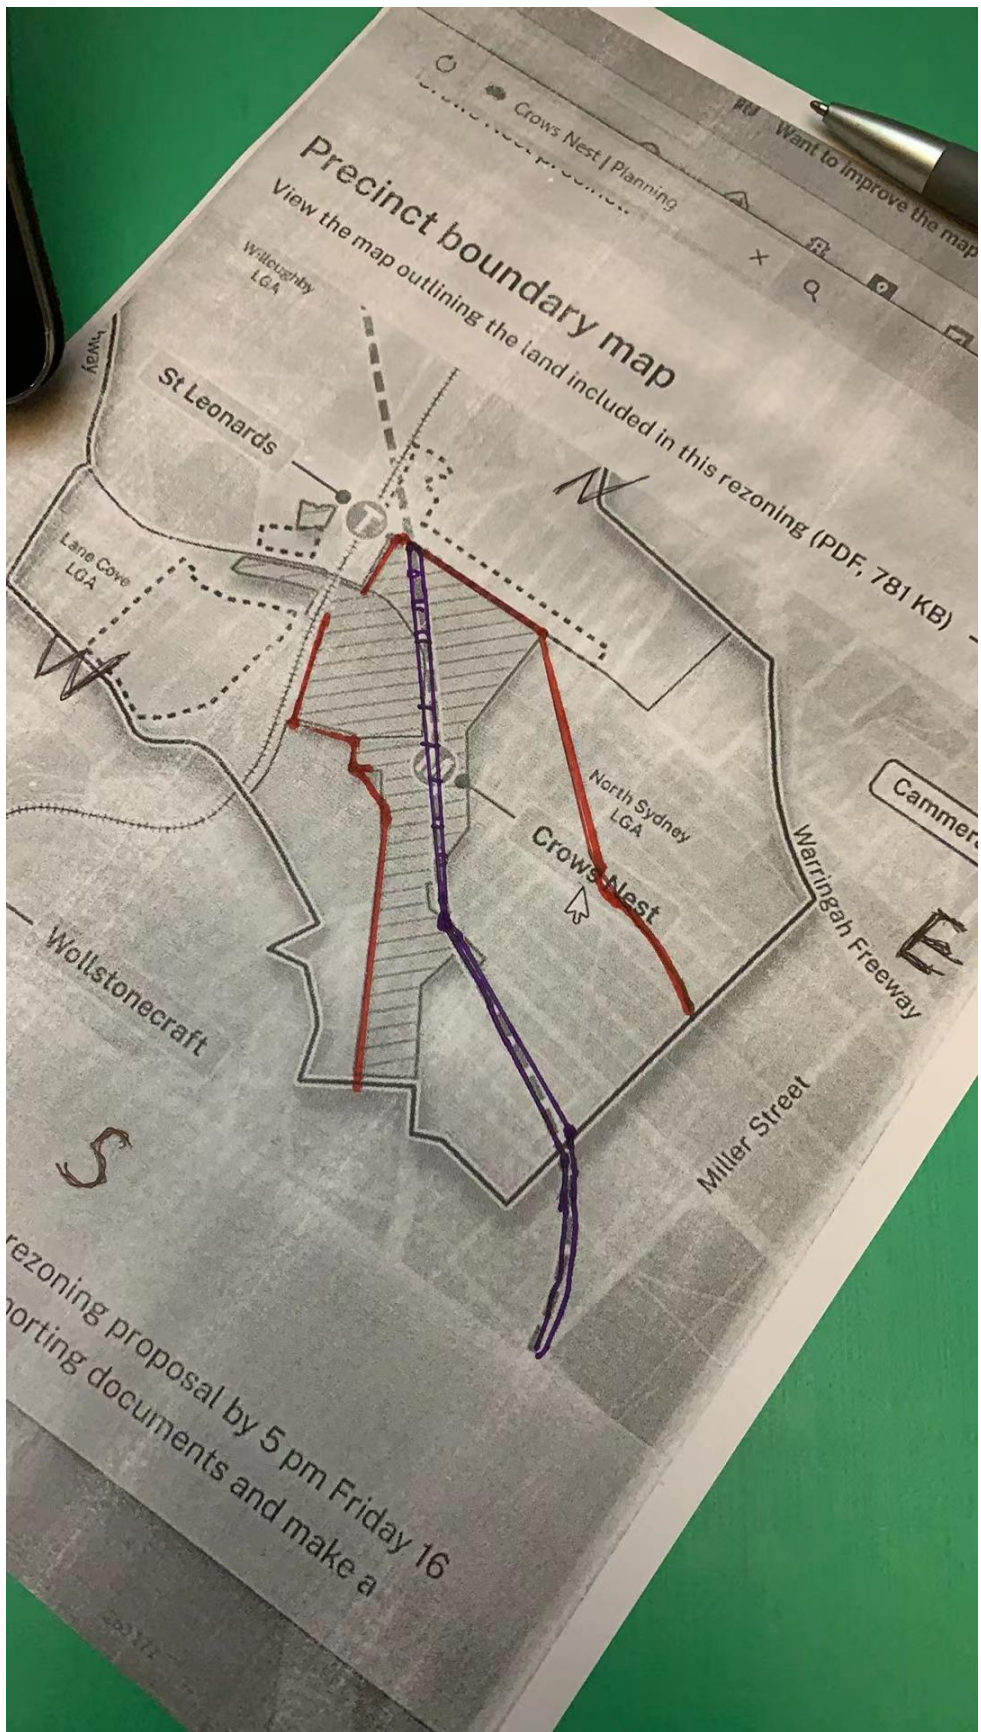 Want to improve the map
Crows Nest | Planning
Precinct boundary map
View the map outlining the land included in this rezoning (PDF, 781 KB)
Willoughby
LGA
St Leonards
T
N
Lane Cove
LGA
W
North Sydney
LGA
Crows Nest
Warringah Freeway
E
Wollstonecraft
Miller Street
S
rezoning proposal by 5 pm Friday 16
documents and make a